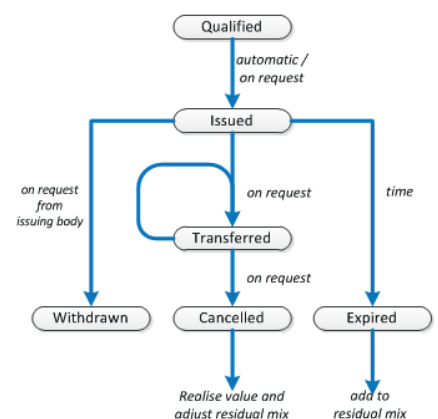 Qualified
automatic /
on request
Issued
on request
from
issuing body
on request
time
Transferred
on request
Withdrawn
Cancelled
Expired
Realise value and
adjust residual mix
add to
residual mix